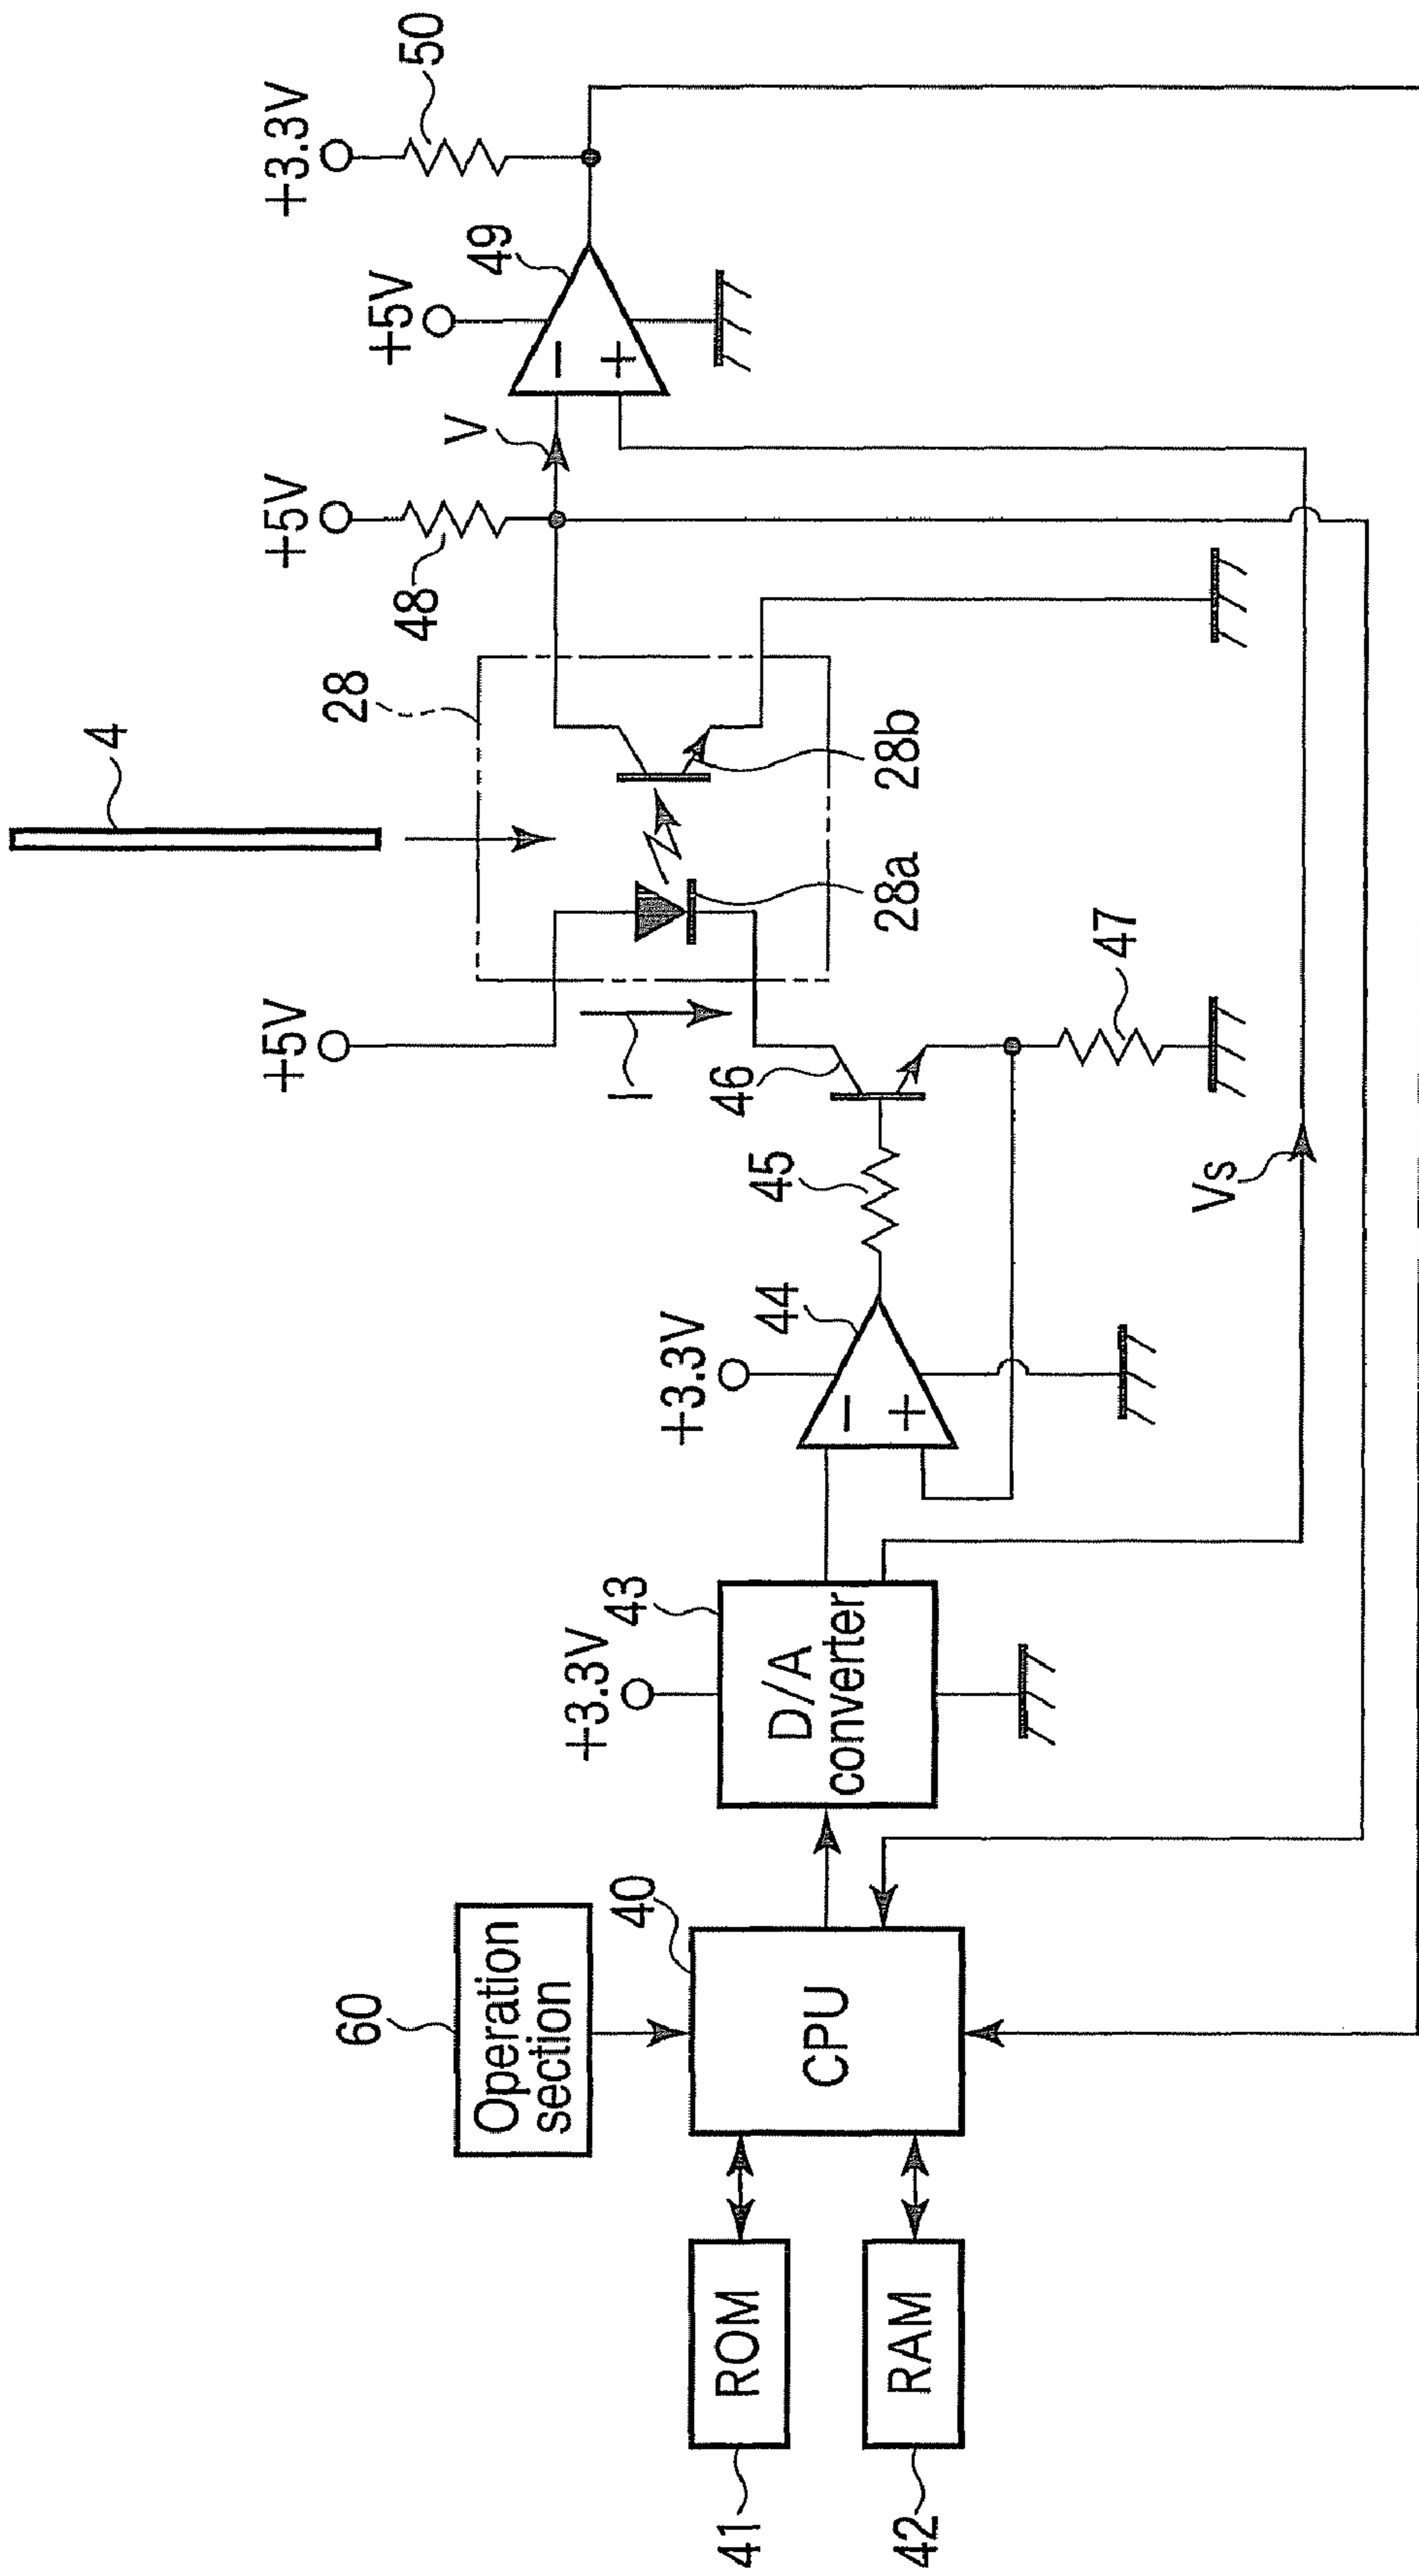 4
+5V
28
+5V
48
+5V
+3.3V
50
V
49
−
+
I
28a
28b
+3.3V
44
45
46
−
+
47
Vs
60
Operation
section
40
+3.3V
43
D/A
converter
CPU
41
ROM
42
RAM